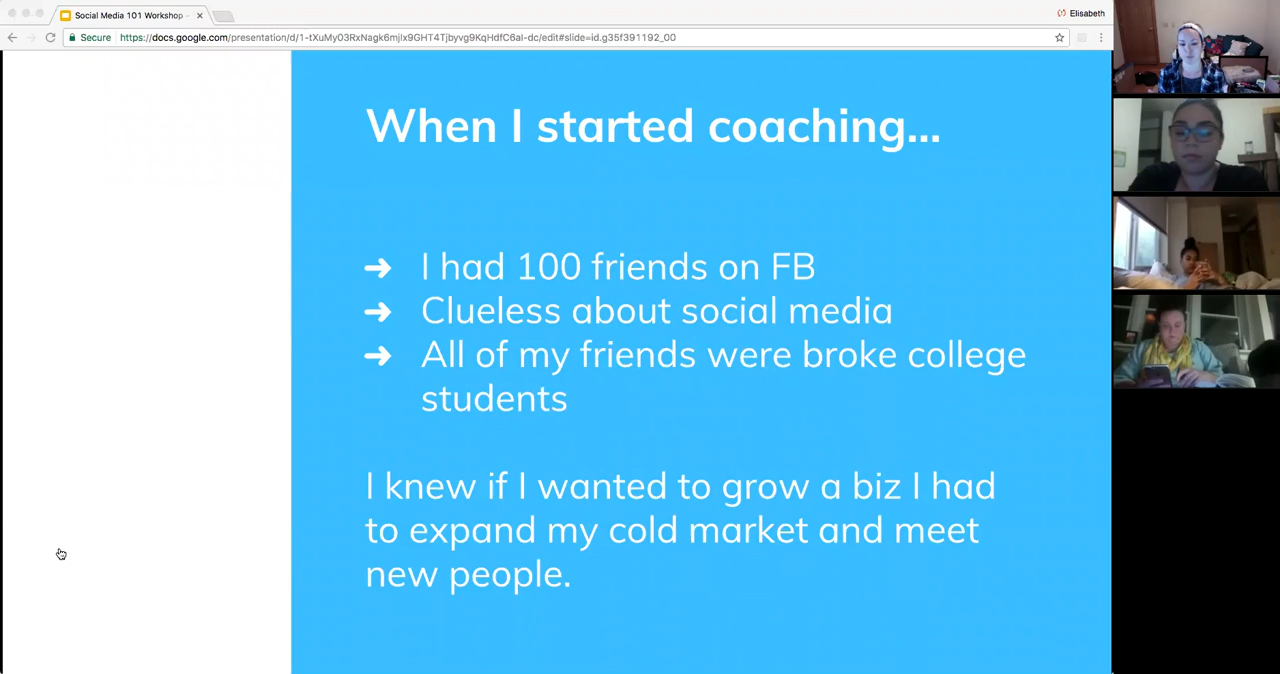 Social Media 101 Workshop -
Elisabeth
Secure
https://docs.google.com/presentation/d/1-tXuMy03RxNagk6mjlx9GHT4Tjbyvg9KqHdfC6aI-dc/edit#slide=id.g35f391192_00
When I started coaching...
➜ I had 100 friends on FB
➜ Clueless about social media
➜ All of my friends were broke college
students
I knew if I wanted to grow a biz I had
to expand my cold market and meet
new people.